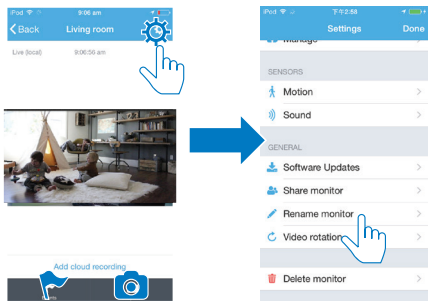 iPod 9:06 am
Back Living room
Live (local) 9:06:56 am
Add cloud recording
iPod 下午2:58
Settings Done
Manage
SENSORS
Motion
Sound
GENERAL
Software Updates
Share monitor
Rename monitor
Video rotation
Delete monitor